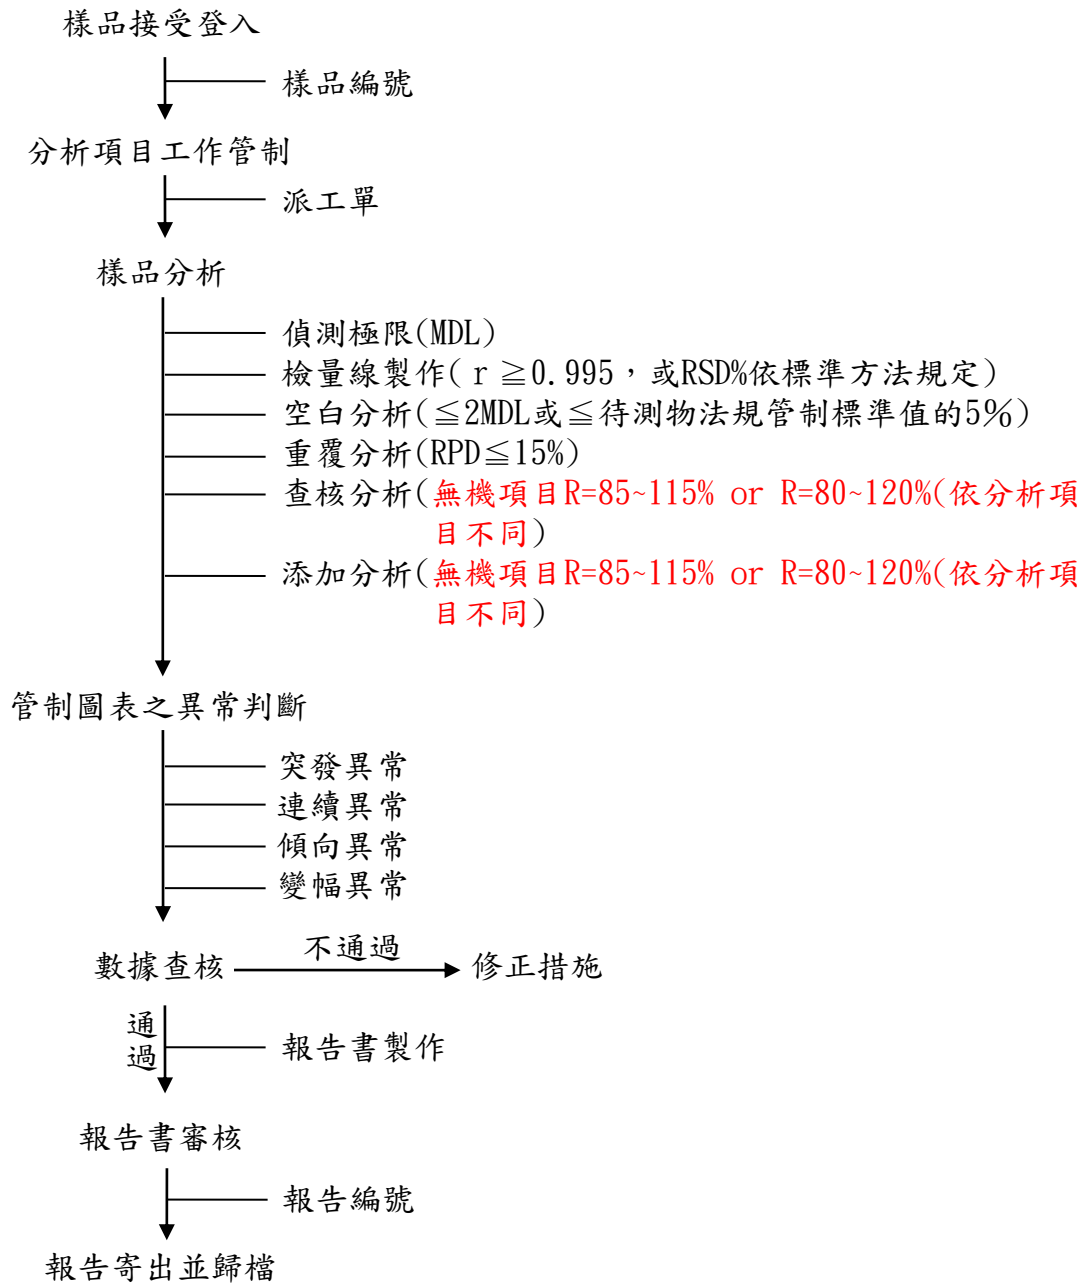 樣品接受登入
樣品編號
分析項目工作管制
派工單
樣品分析
偵測極限(MDL)
檢量線製作( r ≧0.995，或RSD%依標準方法規定)
空白分析(≦2MDL或≦待測物法規管制標準值的5%)
重覆分析(RPD≦15%)
查核分析(無機項目R=85~115% or R=80~120%(依分析項
目不同)
添加分析(無機項目R=85~115% or R=80~120%(依分析項
目不同)
管制圖表之異常判斷
突發異常
連續異常
傾向異常
變幅異常
數據查核
不通過
修正措施
通過
報告書製作
報告書審核
報告編號
報告寄出並歸檔